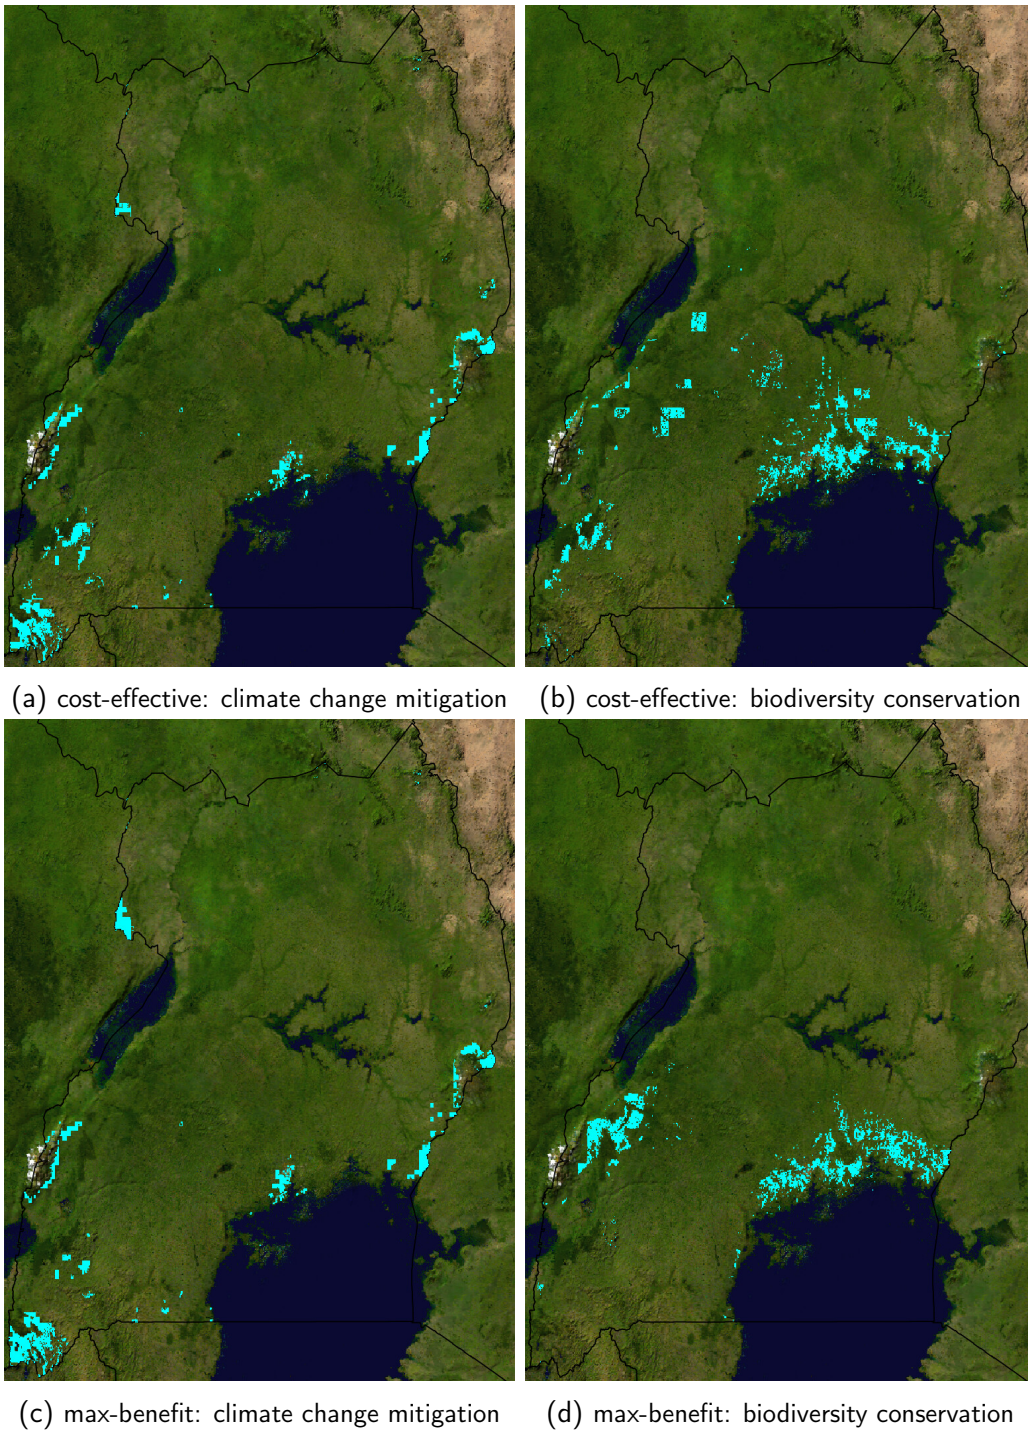 (a) cost-effective: climate change mitigation
(b) cost-effective: biodiversity conservation
(c) max-benefit: climate change mitigation
(d) max-benefit: biodiversity conservation